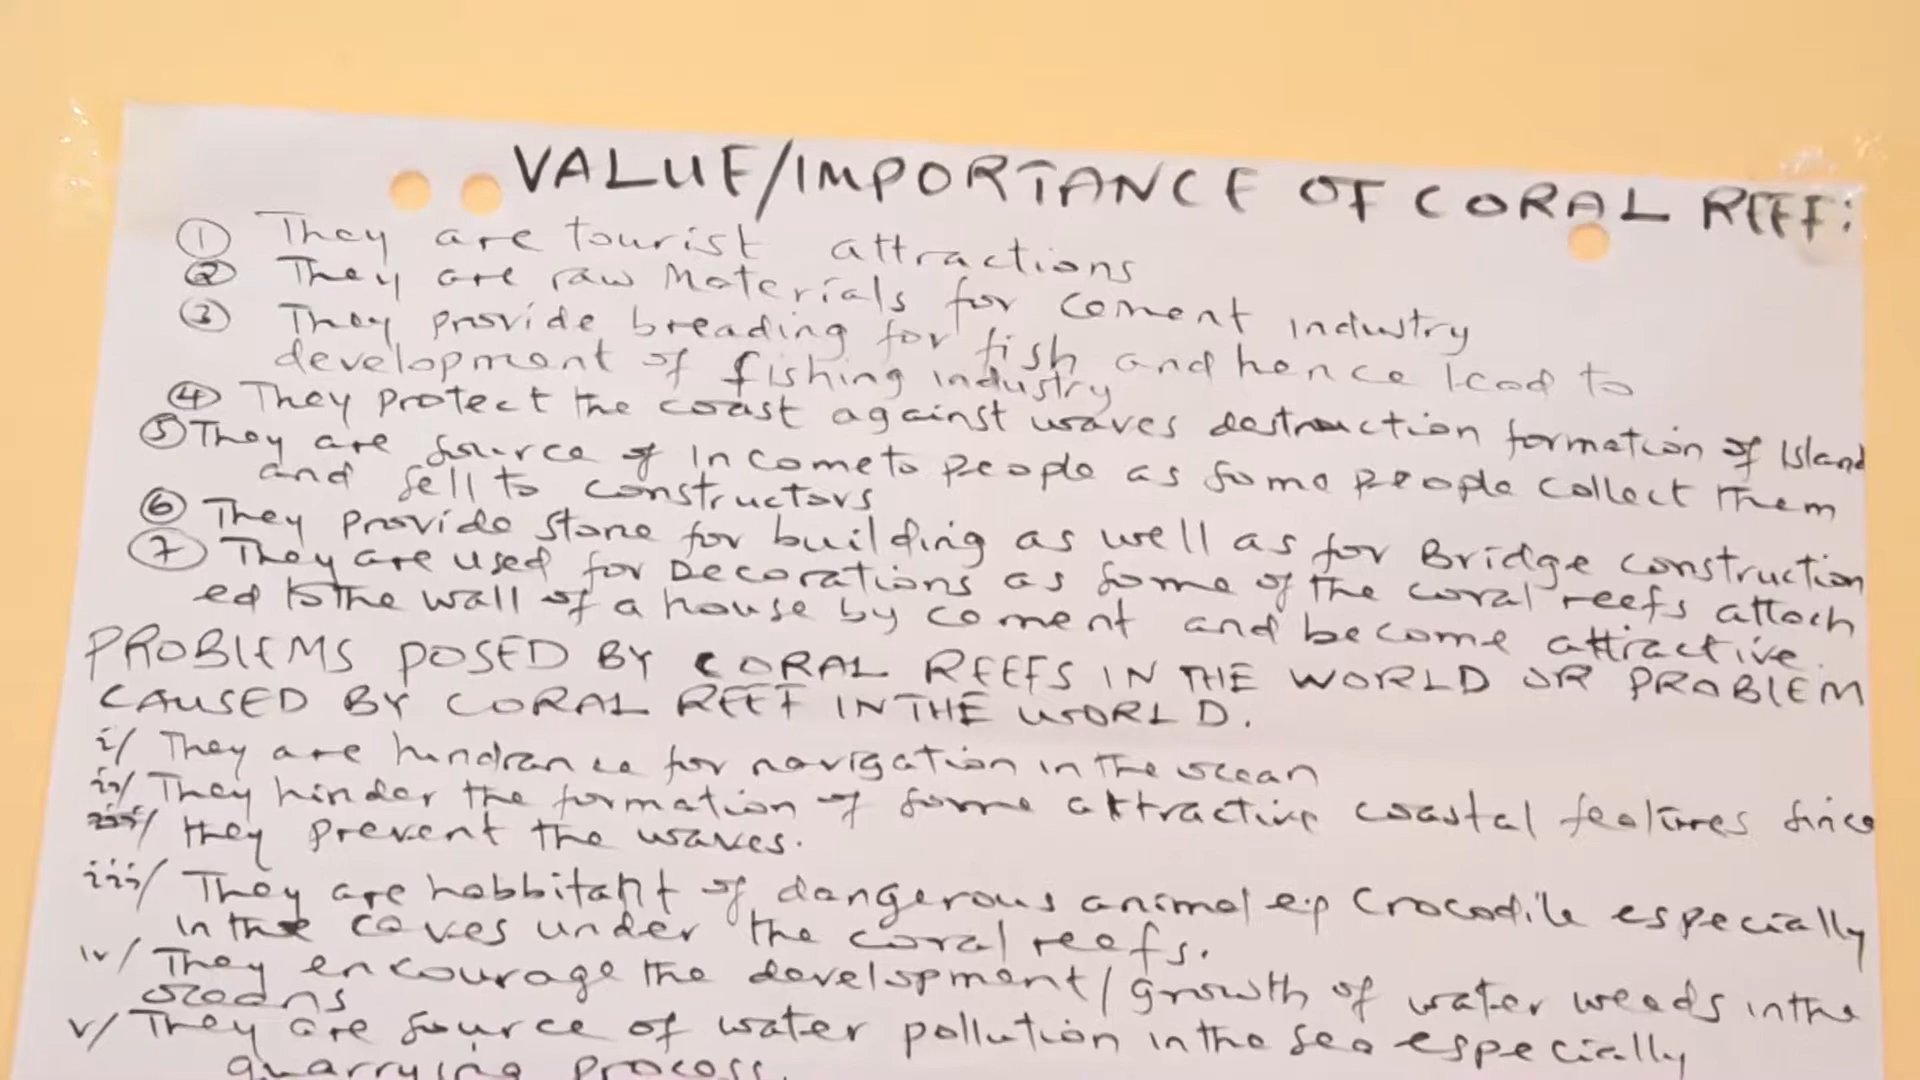 VALUE/IMPORTANCE OF CORAL REEF:
① They are tourist attractions
② They are raw Materials for cement industry
③ They provide breading for fish and hence lead to
development of fishing industry
④ They protect the coast against waves destruction formation of Island
⑤ They are source of income to people as some people collect them
and sell to constructors
⑥ They provide stone for building as well as for Bridge construction
⑦ They are used for Decorations as some of the coral reefs attach
ed to the wall of a house by cement and become attractive.
PROBLEMS POSED BY CORAL REEFS IN THE WORLD OR PROBLEM
CAUSED BY CORAL REEF IN THE WORLD.
i/ They are hindrance for navigation in the ocean
ii/ They hinder the formation of some attractive coastal features since
they prevent the waves.
iii/ They are habbitant of dangerous animal e.g Crocodile especially
in the caves under the coral reefs.
iv/ They encourage the development/growth of water weeds in the
oceans
v/ They are source of water pollution in the sea especially
quarrying process.